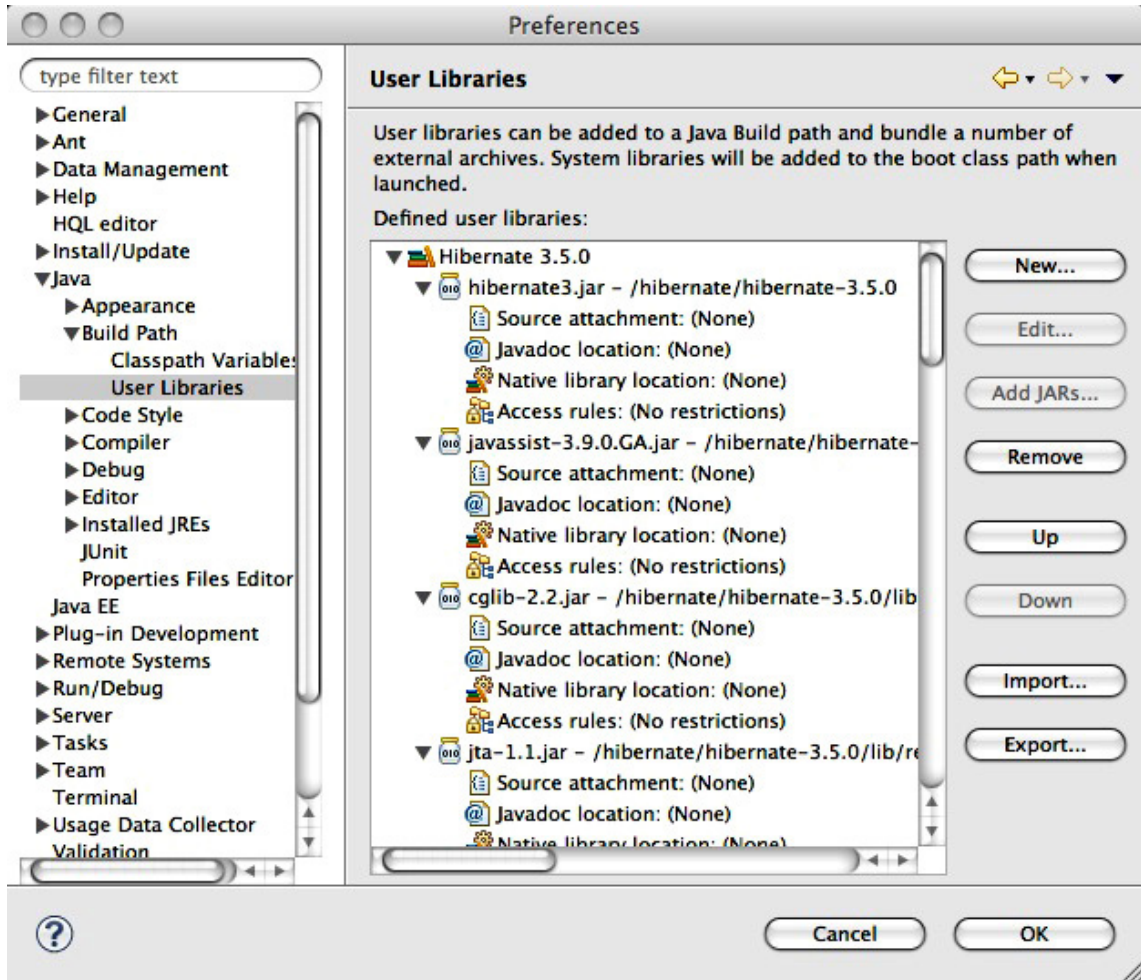 Preferences
type filter text
General
Ant
Data Management
Help
HQL editor
Install/Update
Java
Appearance
Build Path
Classpath Variables
User Libraries
Code Style
Compiler
Debug
Editor
Installed JREs
JUnit
Properties Files Editor
Java EE
Plug-in Development
Remote Systems
Run/Debug
Server
Tasks
Team
Terminal
Usage Data Collector
Validation
User Libraries
User libraries can be added to a Java Build path and bundle a number of
external archives. System libraries will be added to the boot class path when
launched.
Defined user libraries:
Hibernate 3.5.0
hibernate3.jar – /hibernate/hibernate-3.5.0
Source attachment: (None)
Javadoc location: (None)
Native library location: (None)
Access rules: (No restrictions)
javassist-3.9.0.GA.jar – /hibernate/hibernate-
Source attachment: (None)
Javadoc location: (None)
Native library location: (None)
Access rules: (No restrictions)
cglib-2.2.jar – /hibernate/hibernate-3.5.0/lib
Source attachment: (None)
Javadoc location: (None)
Native library location: (None)
Access rules: (No restrictions)
jta-1.1.jar – /hibernate/hibernate-3.5.0/lib/re
Source attachment: (None)
Javadoc location: (None)
Native library location: (None)
New...
Edit...
Add JARs...
Remove
Up
Down
Import...
Export...
?
Cancel
OK